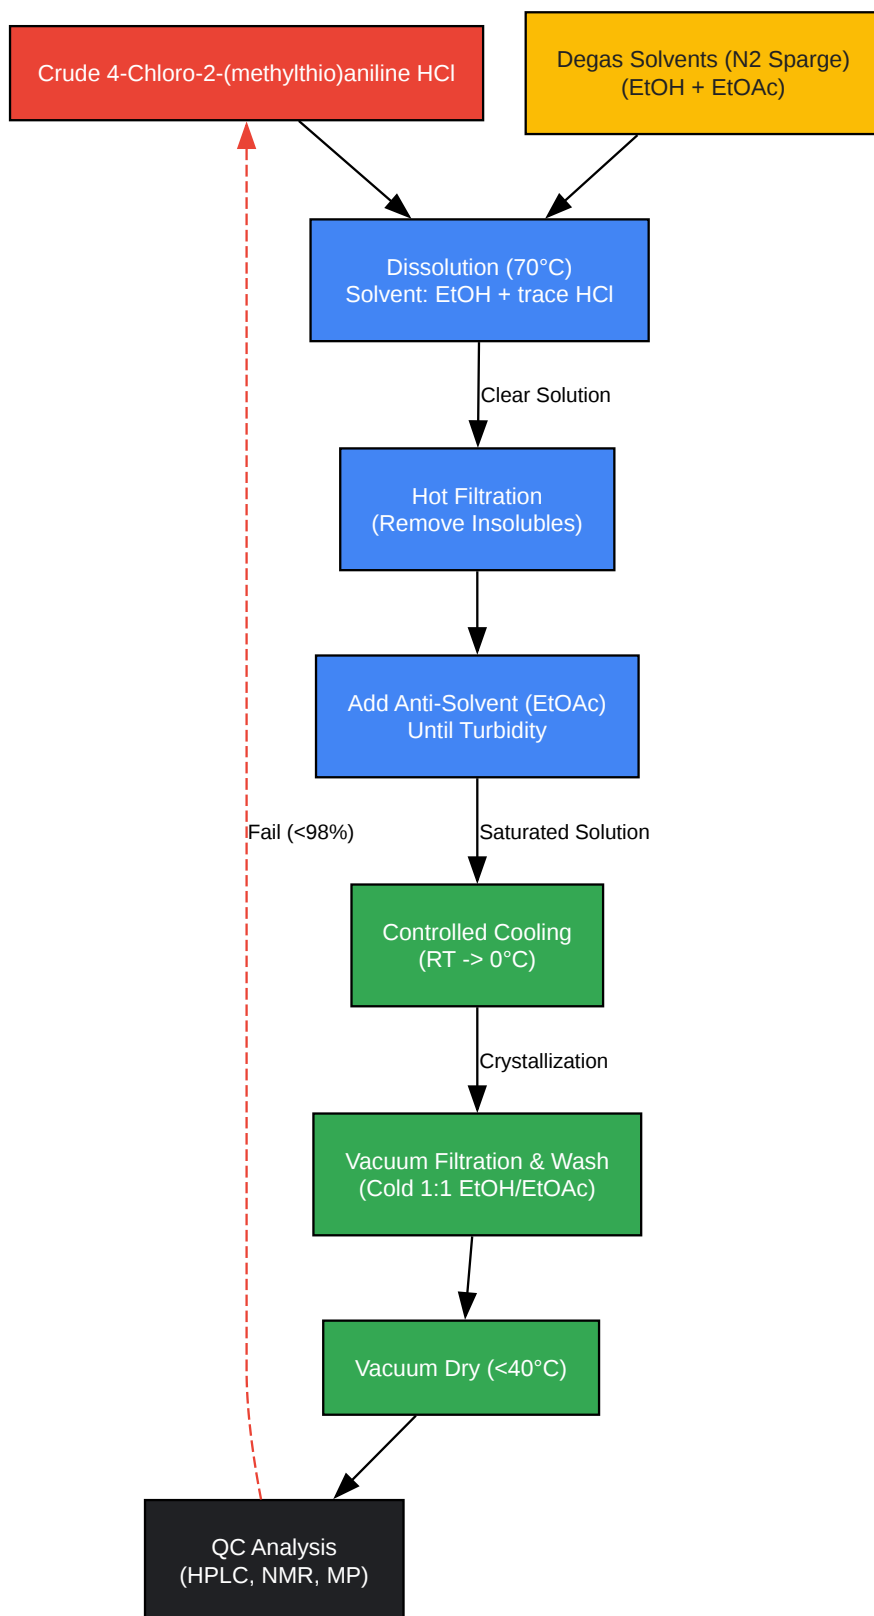 Crude 4-Chloro-2-(methylthio)aniline HCl
Degas Solvents (N2 Sparge)
(EtOH + EtOAc)
Dissolution (70°C)
Solvent: EtOH + trace HCl
Clear Solution
Hot Filtration
(Remove Insolubles)
Add Anti-Solvent (EtOAc)
Until Turbidity
Fail (<98%)
Saturated Solution
Controlled Cooling
(RT -> 0°C)
Crystallization
Vacuum Filtration & Wash
(Cold 1:1 EtOH/EtOAc)
Vacuum Dry (<40°C)
QC Analysis
(HPLC, NMR, MP)